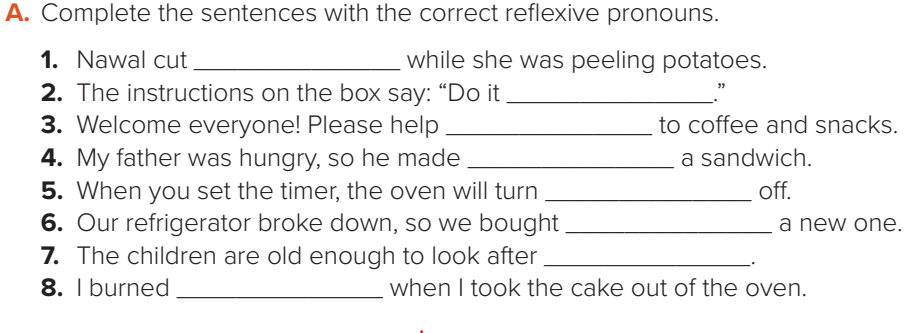 A. Complete the sentences with the correct reflexive pronouns.
1. Nawal cut ________________ while she was peeling potatoes.
2. The instructions on the box say: “Do it ________________.”
3. Welcome everyone! Please help ________________ to coffee and snacks.
4. My father was hungry, so he made ________________ a sandwich.
5. When you set the timer, the oven will turn ________________ off.
6. Our refrigerator broke down, so we bought ________________ a new one.
7. The children are old enough to look after ________________.
8. I burned ________________ when I took the cake out of the oven.